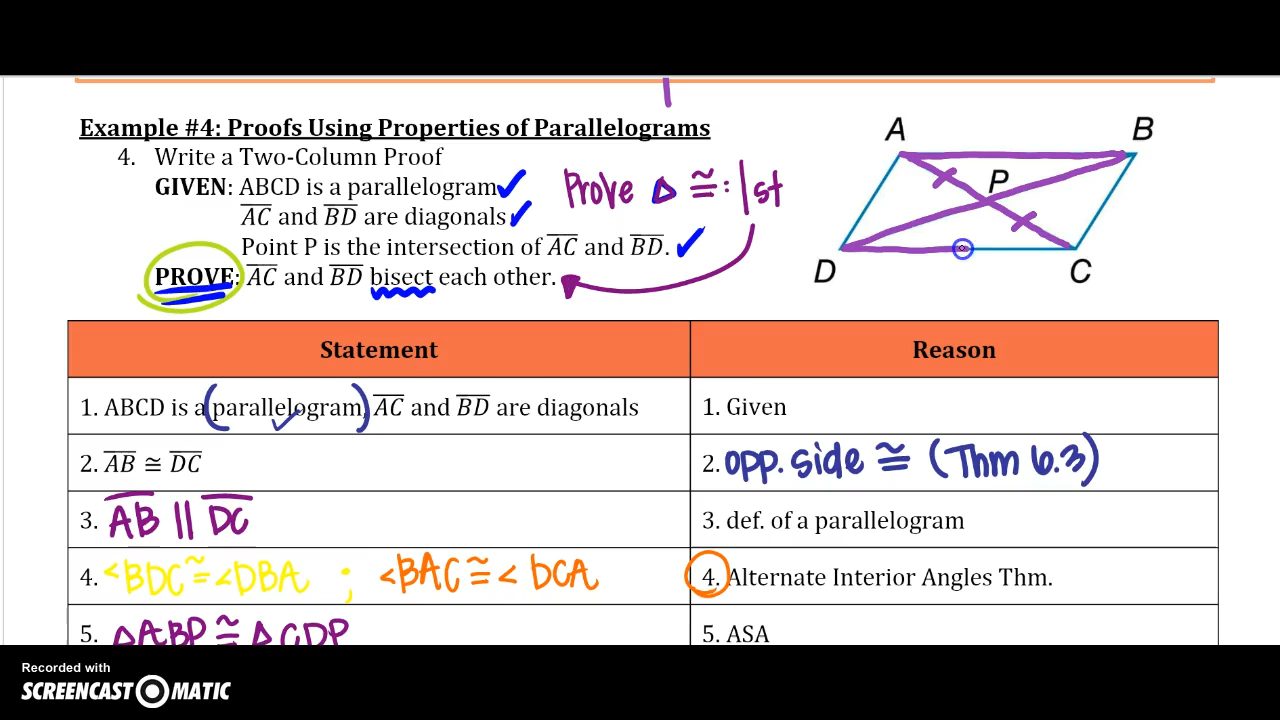 Example #4: Proofs Using Properties of Parallelograms
4. Write a Two-Column Proof
GIVEN: ABCD is a parallelogram
AC and BD are diagonals
Point P is the intersection of AC and BD.
PROVE: AC and BD bisect each other.
Prove Δ ≅ : 1st
A
B
P
D
C
Statement
Reason
1. ABCD is a (parallelogram) AC and BD are diagonals
1. Given
2. AB ≅ DC
2. opp. side ≅ (Thm 6.3)
3. AB || DC
3. def. of a parallelogram
4. <BDC ≅ <DBA ; <BAC ≅ < DCA
4. Alternate Interior Angles Thm.
5. ΔABP ≅ ΔCDP
5. ASA
Recorded with
SCREENCAST MATIC